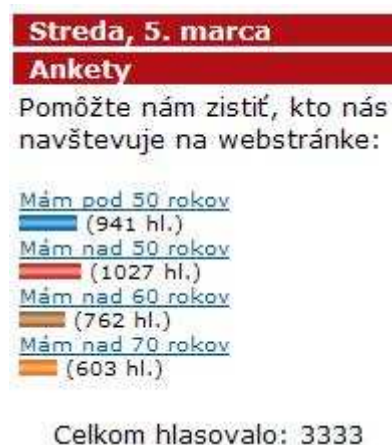 Streda, 5. marca
Ankety
Pomôžte nám zistiť, kto nás
navštevuje na webstránke:
Mám pod 50 rokov
(941 hl.)
Mám nad 50 rokov
(1027 hl.)
Mám nad 60 rokov
(762 hl.)
Mám nad 70 rokov
(603 hl.)
Celkom hlasovalo: 3333